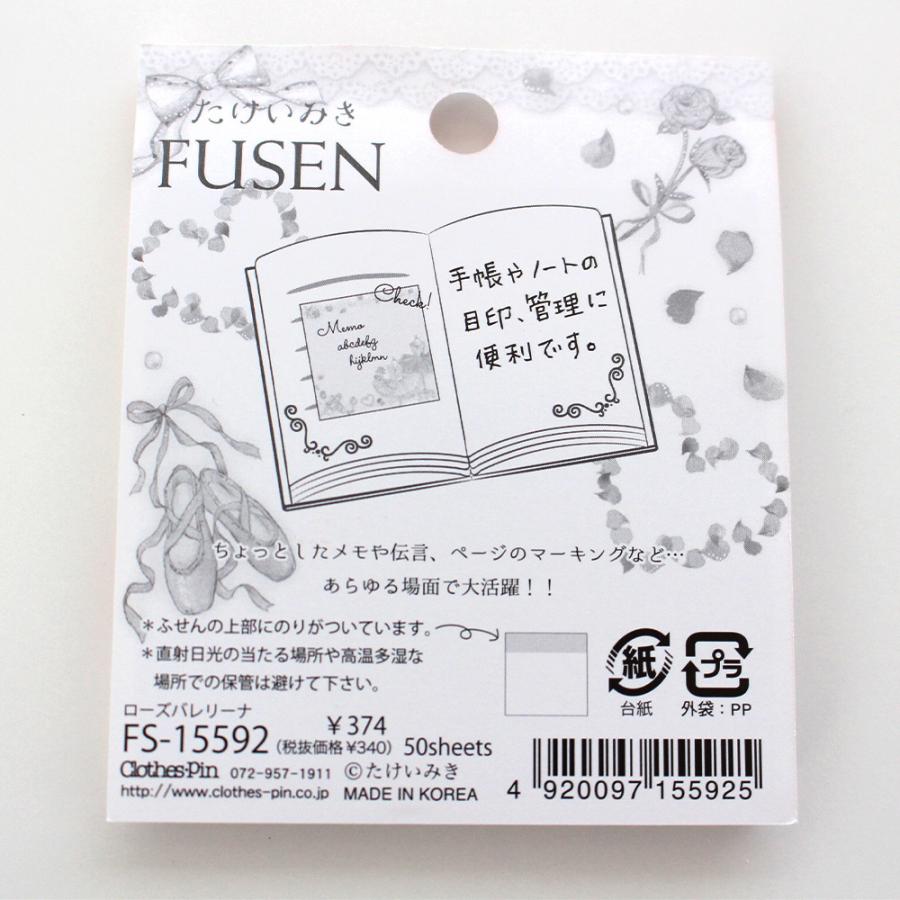 たけいみき
FUSEN
Check!
Memo
abcdefg
hijklmn
手帳やノートの
目印、管理に
便利です。
ちょっとしたメモや伝言、ページのマーキングなど…
あらゆる場面で大活躍！！
＊ふせんの上部にのりがついています。
＊直射日光の当たる場所や高温多湿な
場所での保管は避けて下さい。
紙
台紙
プラ
外袋：PP
ローズバレリーナ
￥374
FS-15592 (税抜価格￥340) 50sheets
Clothes-Pin 072-957-1911 ©たけいみき
http://www.clothes-pin.co.jp MADE IN KOREA
4 920097 155925